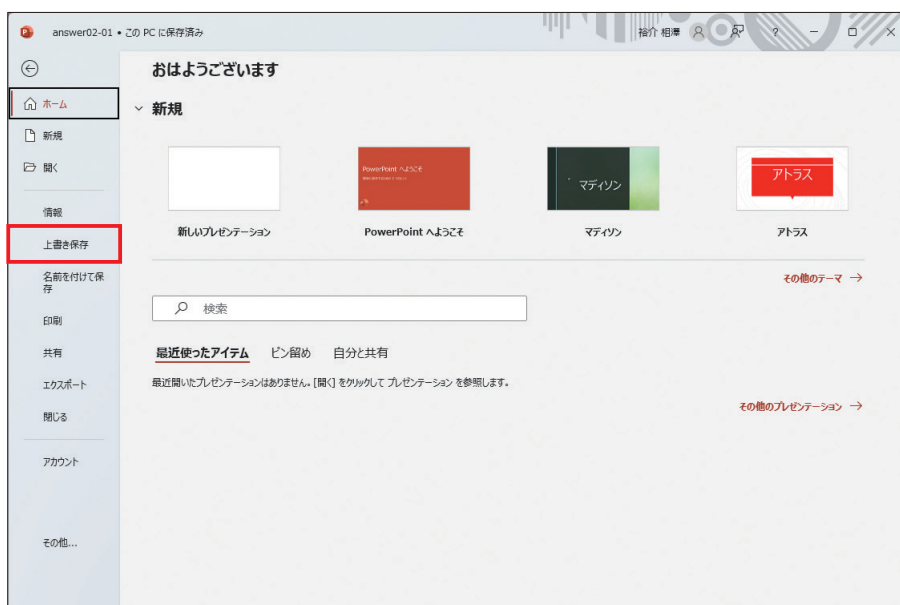 answer02-01 • この PC に保存済み
裕介 相澤
?
おはようございます
ホーム
新規
新規
開く
PowerPoint へようこそ
マディソン
アトラス
情報
新しいプレゼンテーション
PowerPoint へようこそ
マディソン
アトラス
上書き保存
名前を付けて保
存
その他のテーマ →
検索
印刷
共有
最近使ったアイテム ピン留め 自分と共有
エクスポート
最近開いたプレゼンテーションはありません。[開く] をクリックして プレゼンテーション を参照します。
閉じる
その他のプレゼンテーション →
アカウント
その他...